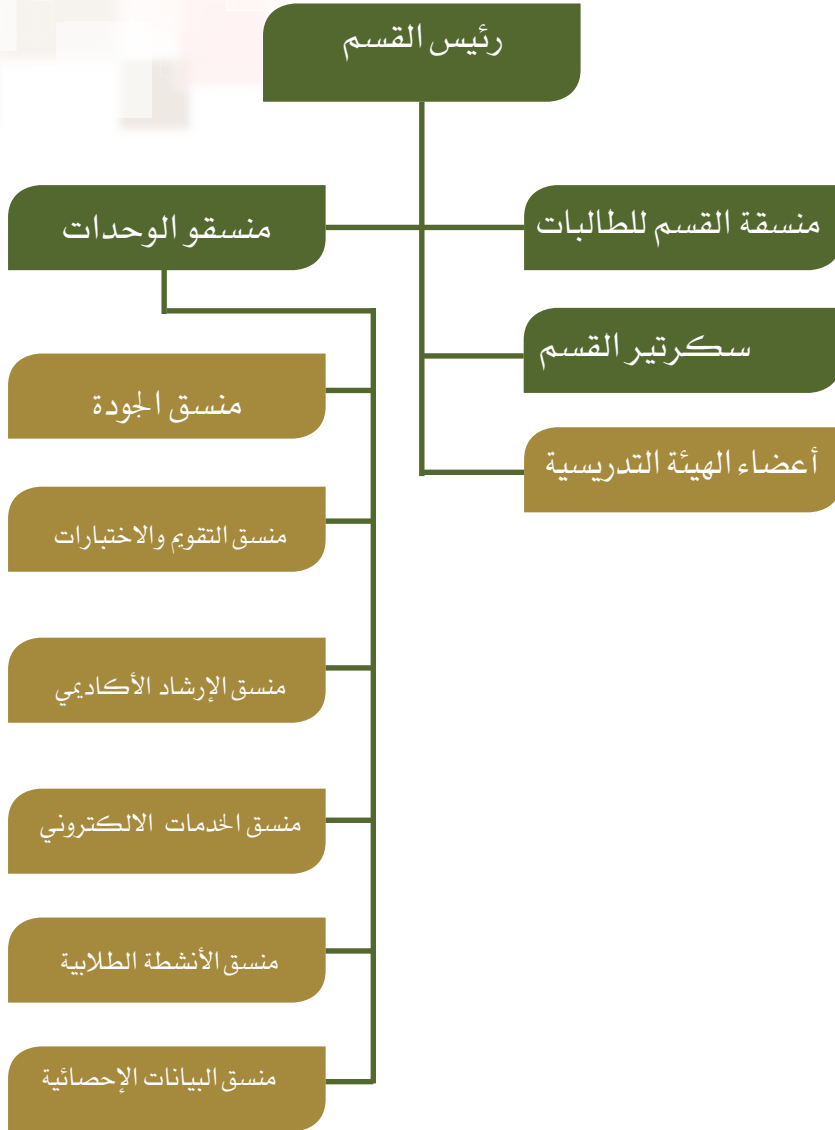 رئيس القسم
منسقة القسم للطالبات
منسقو الوحدات
سكرتير القسم
أعضاء الهيئة التدريسية
منسق الجودة
منسق التقويم والاختبارات
منسق الإرشاد الأكاديمي
منسق الخدمات الالكتروني
منسق الأنشطة الطلابية
منسق البيانات الإحصائية